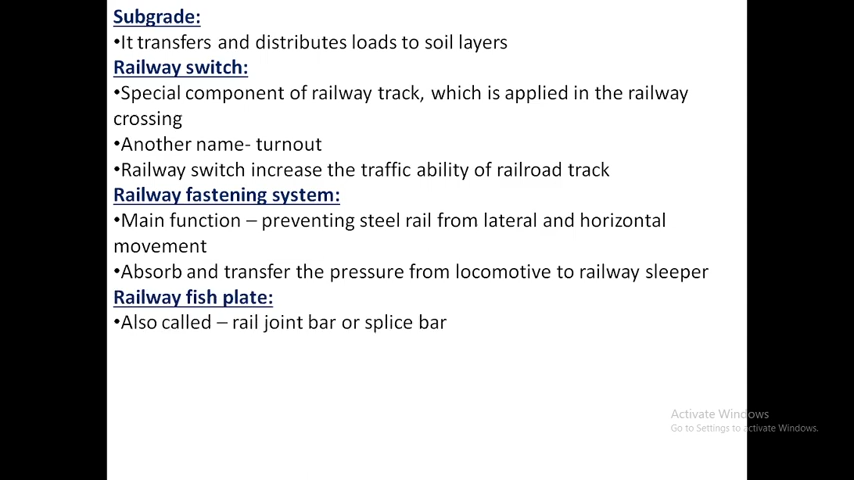 Subgrade:
•It transfers and distributes loads to soil layers
Railway switch:
•Special component of railway track, which is applied in the railway
crossing
•Another name- turnout
•Railway switch increase the traffic ability of railroad track
Railway fastening system:
•Main function – preventing steel rail from lateral and horizontal
movement
•Absorb and transfer the pressure from locomotive to railway sleeper
Railway fish plate:
•Also called – rail joint bar or splice bar
Activate Windows
Go to Settings to activate Windows.